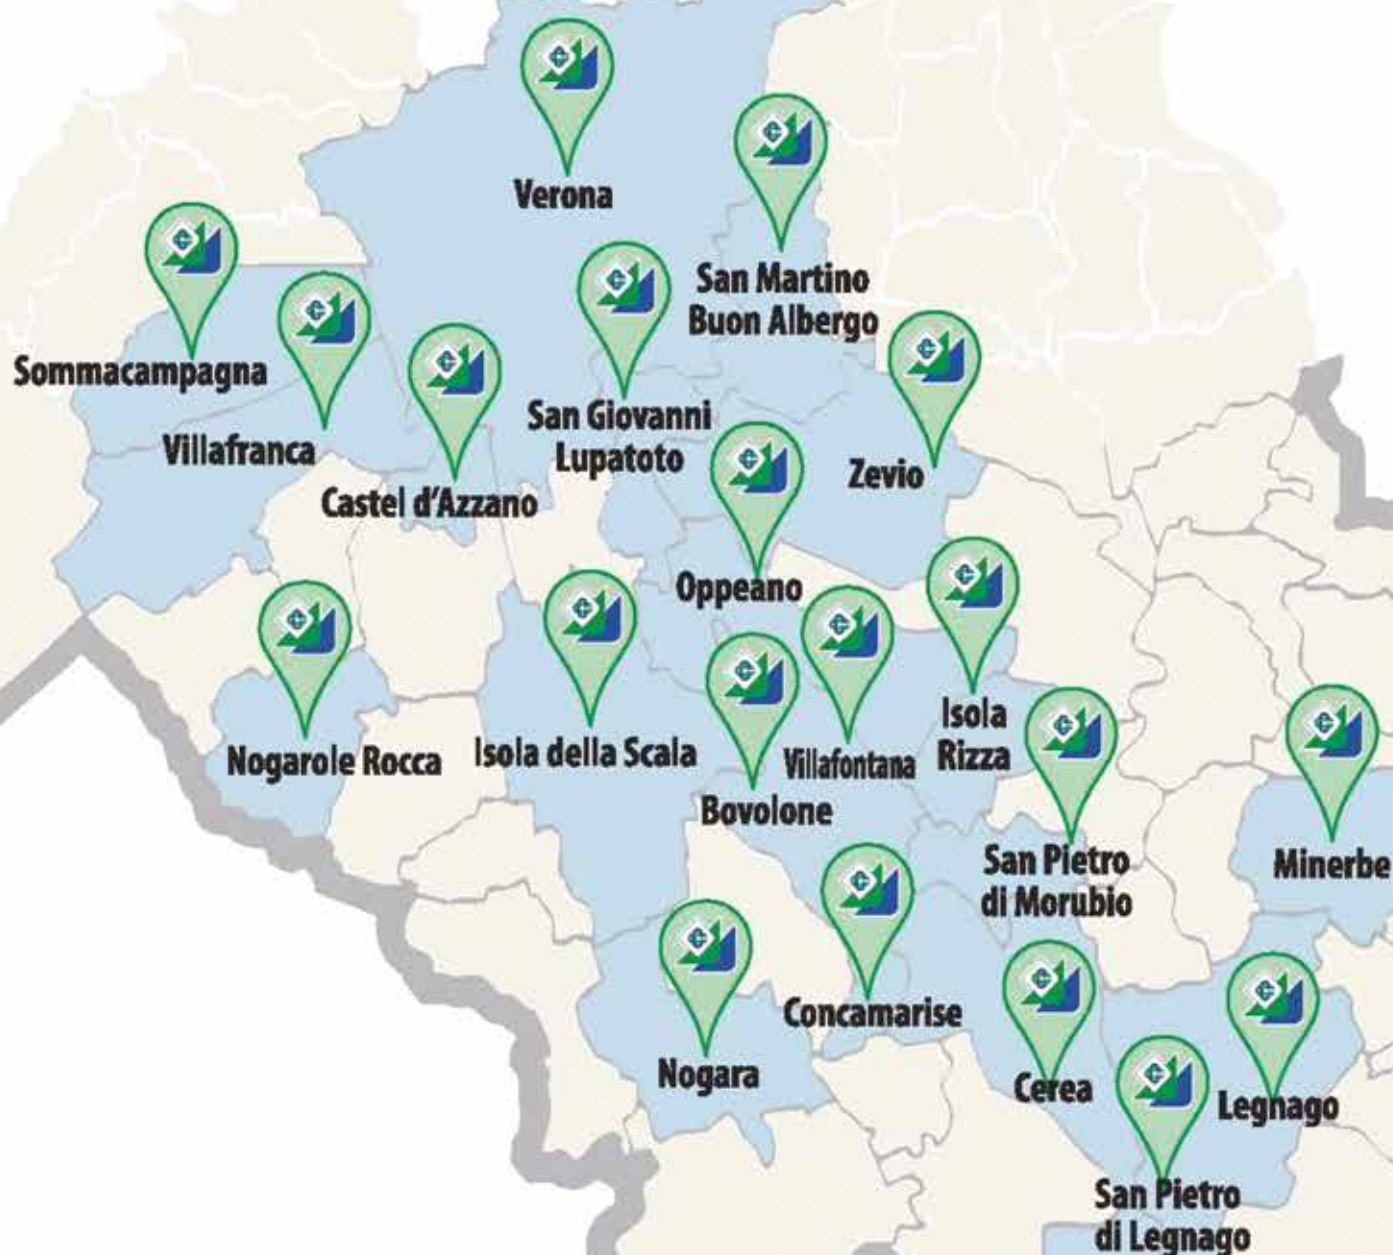 Verona
San Martino
Buon Albergo
Sommacampagna
San Giovanni
Lupatoto
Villafranca
Zevio
Castel d'Azzano
Oppeano
Isola
Rizza
Nogarole Rocca
Isola della Scala
Villafontana
Bovolone
San Pietro
di Morubio
Minerbe
Concamarise
Nogara
Cerea
Legnago
San Pietro
di Legnago